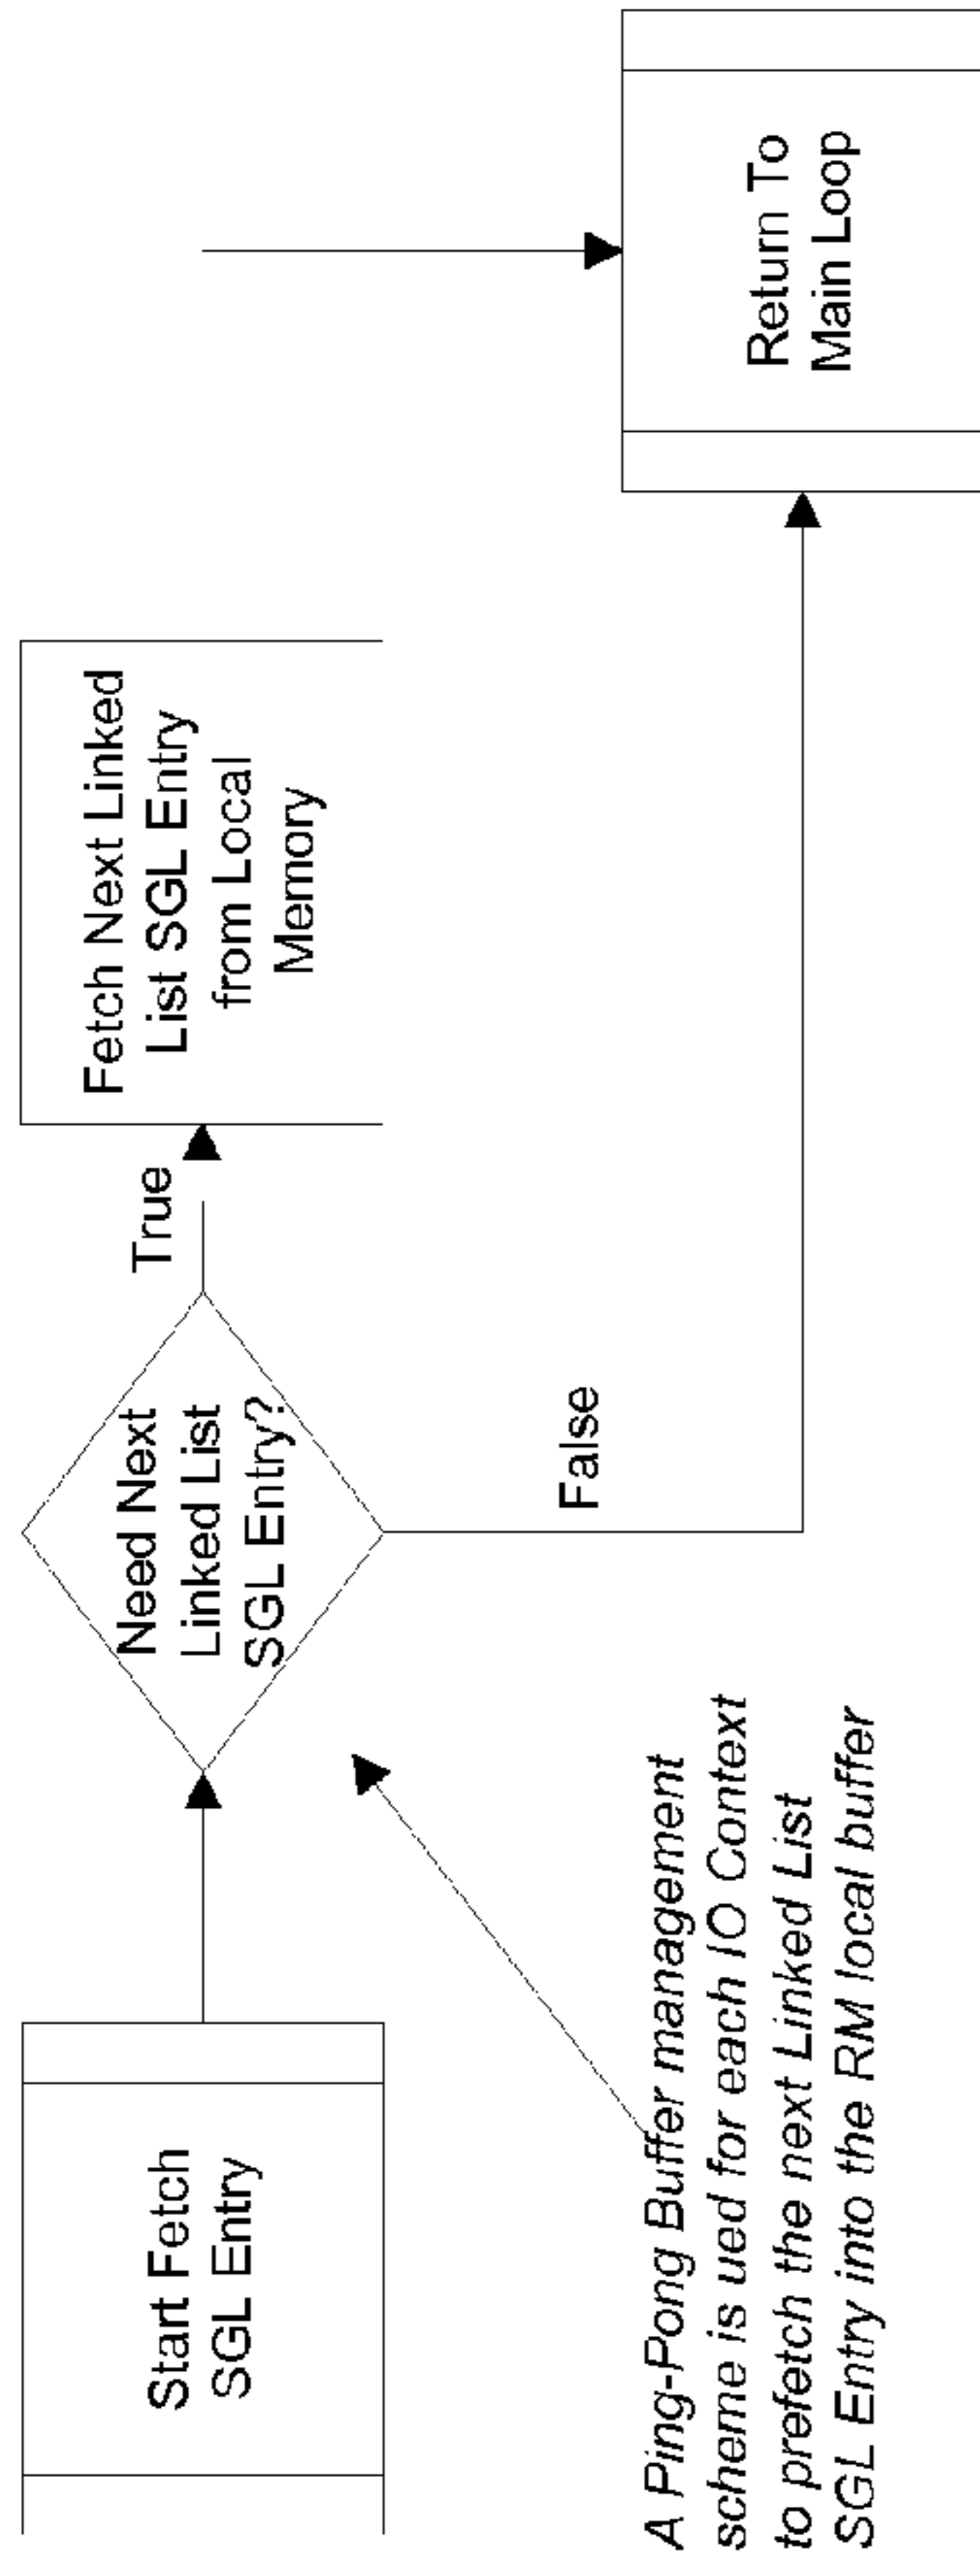 Start Fetch
SGL Entry
Need Next
Linked List
SGL Entry?
True
Fetch Next Linked
List SGL Entry
from Local
Memory
False
Return To
Main Loop
A Ping-Pong Buffer management
scheme is ued for each IO Context
to prefetch the next Linked List
SGL Entry into the RM local buffer